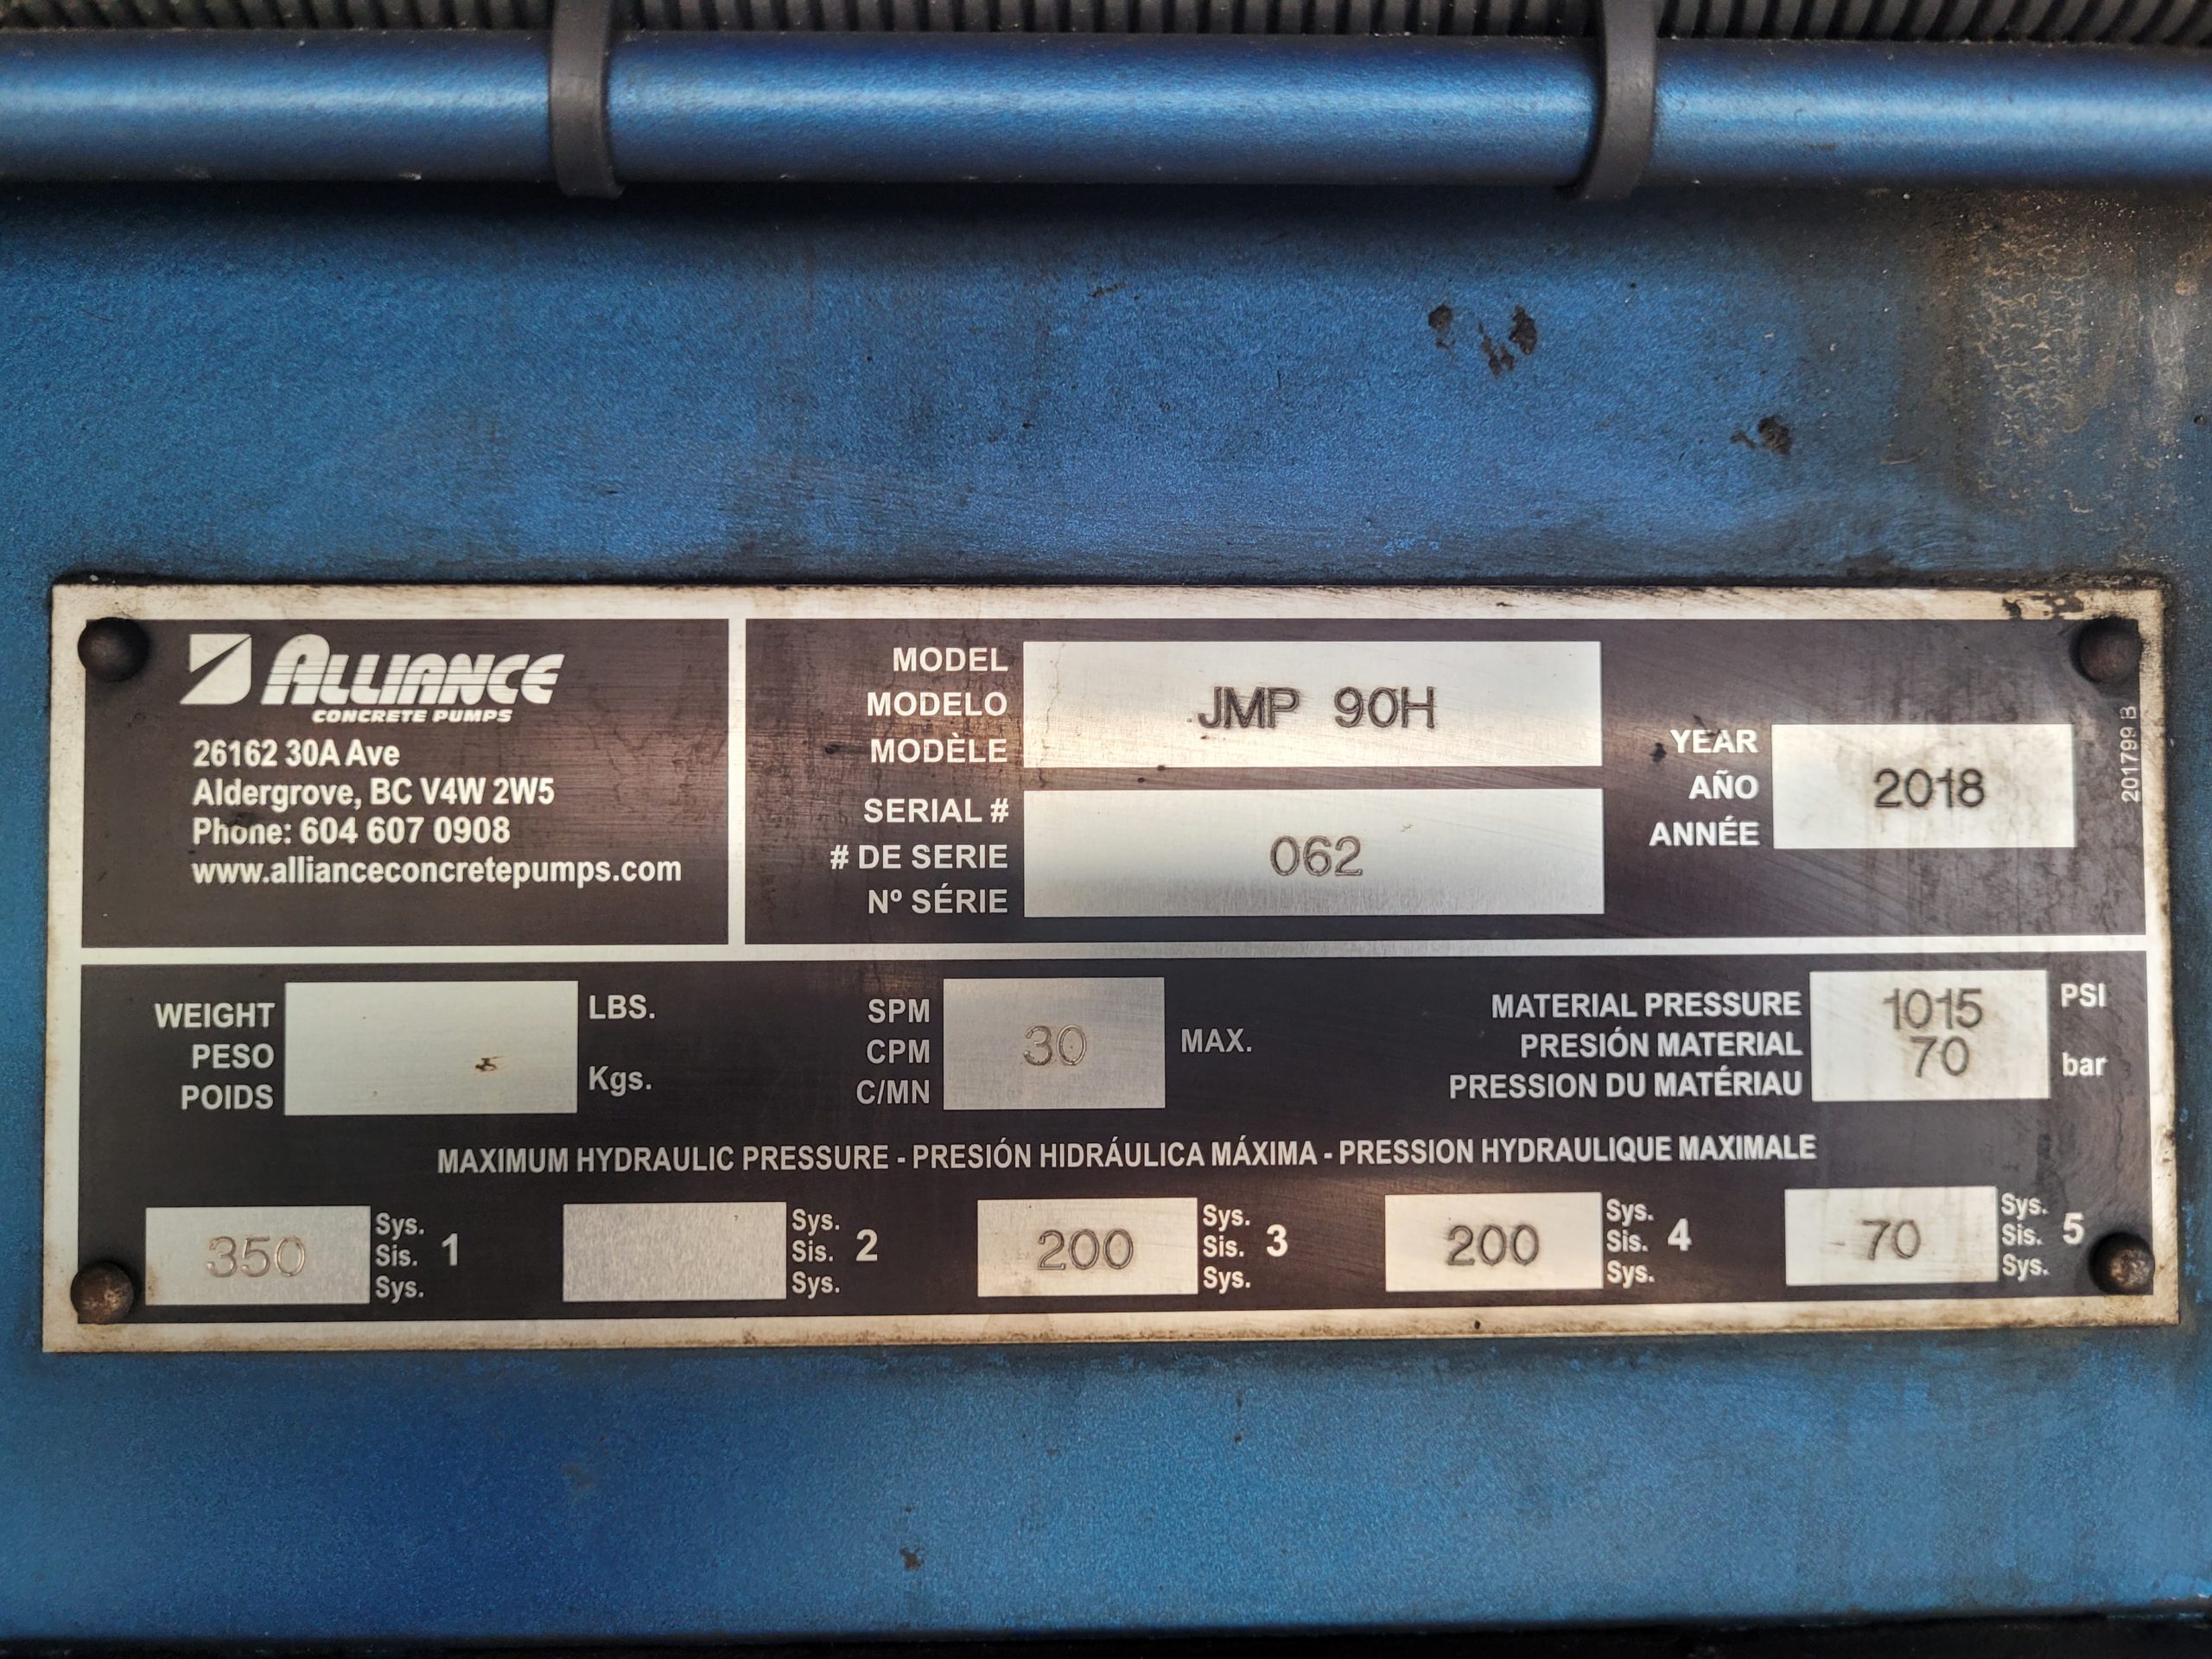 ALLIANCE
CONCRETE PUMPS
26162 30A Ave
Aldergrove, BC V4W 2W5
Phone: 604 607 0908
www.allianceconcretepumps.com
MODEL
MODELO
MODÈLE
JMP 90H
SERIAL #
# DE SERIE
Nº SÉRIE
062
YEAR
AÑO
ANNÉE
2018
201799 B
WEIGHT
PESO
POIDS
LBS.
Kgs.
SPM
CPM
C/MN
30
MAX.
MATERIAL PRESSURE
PRESIÓN MATERIAL
PRESSION DU MATÉRIAU
1015
70
PSI
bar
MAXIMUM HYDRAULIC PRESSURE - PRESIÓN HIDRÁULICA MÁXIMA - PRESSION HYDRAULIQUE MAXIMALE
350
Sys.
Sis. 1
Sys.
Sys.
Sis. 2
Sys.
200
Sys.
Sis. 3
Sys.
200
Sys.
Sis. 4
Sys.
70
Sys.
Sis. 5
Sys.